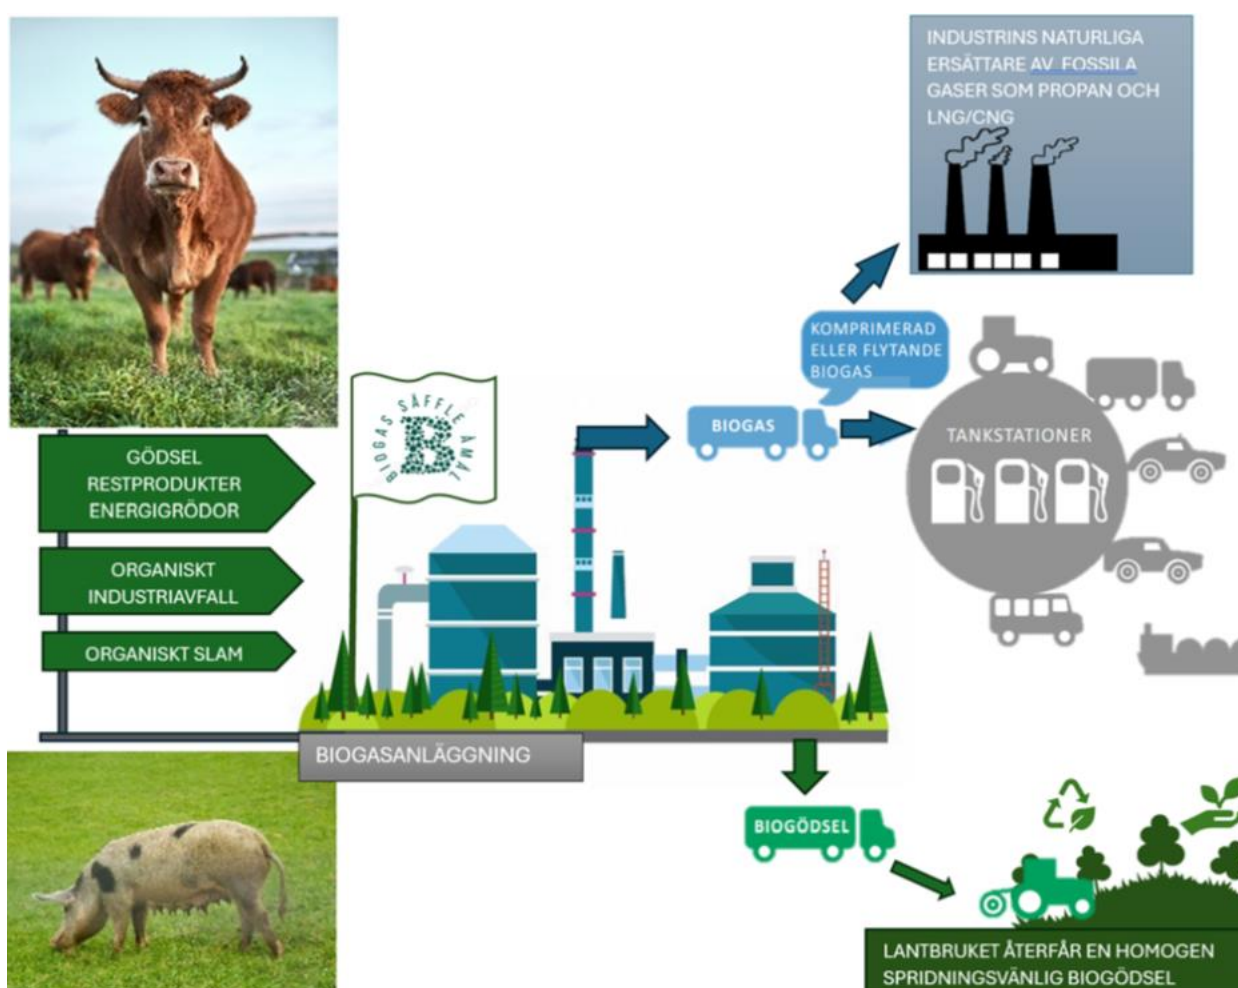 INDUSTRINS NATURLIGA
ERSÄTTARE AV FOSSILA
GASER SOM PROPAN OCH
LNG/CNG
KOMPRIMERAD
ELLER FLYTANDE
BIOGAS
BIOGAS SÄFFLE ÅMÅL
B
BIOGAS
TANKSTATIONER
GÖDSEL
RESTPRODUKTER
ENERGIGRÖDOR
ORGANISKT
INDUSTRIAVFALL
ORGANISKT SLAM
BIOGASANLÄGGNING
BIOGÖDSEL
LANTBRUKET ÅTERFÅR EN HOMOGEN
SPRIDNINGSVÄNLIG BIOGÖDSEL